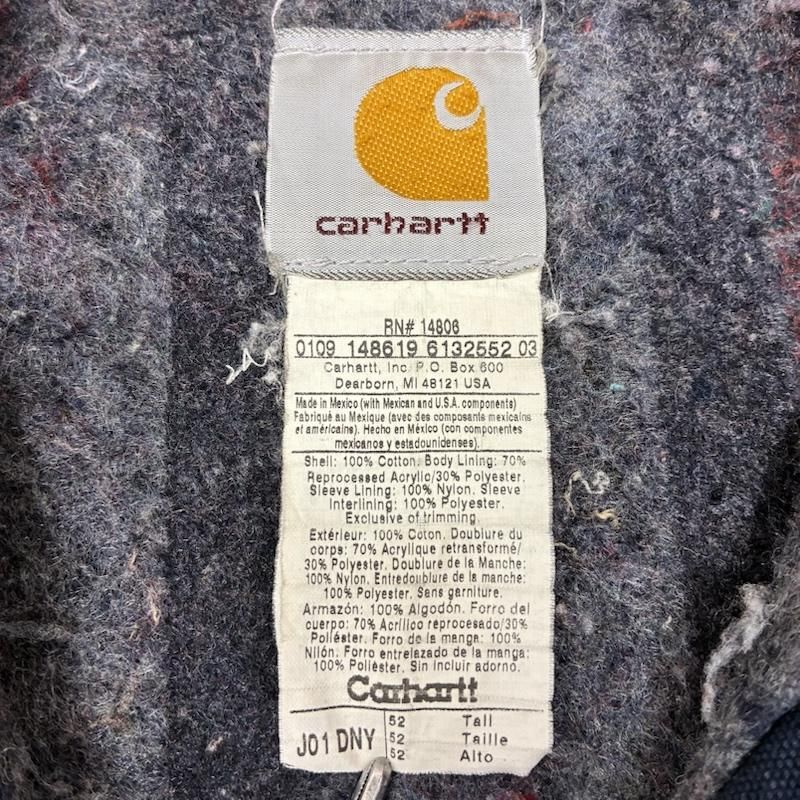 carhartt
RN# 14806
0109 148619 6132552 03
Carhartt, Inc. P.O. Box 600
Dearborn, MI 48121 USA
Made in Mexico (with Mexican and U.S.A. components)
Fabriqué au Mexique (avec des composants mexicains
et américains). Hecho en México (con componentes
mexicanos y estadounidenses).
Shell: 100% Cotton. Body Lining: 70%
Reprocessed Acrylic/30% Polyester.
Sleeve Lining: 100% Nylon. Sleeve
Interlining: 100% Polyester.
Exclusive of trimming.
Extérieur: 100% Coton. Doublure du
corps: 70% Acrylique retransformé/
30% Polyester. Doublure de la Manche:
100% Nylon. Entredoublure de la manche:
100% Polyester. Sans garniture.
Armazón: 100% Algodón. Forro del
cuerpo: 70% Acrílico reprocesado/30%
Poliéster. Forro de la manga: 100%
Nilón. Forro entrelazado de la manga:
100% Poliéster. Sin incluir adorno.
Carhartt
J01 DNY
52 Tall
52 Taille
52 Alto